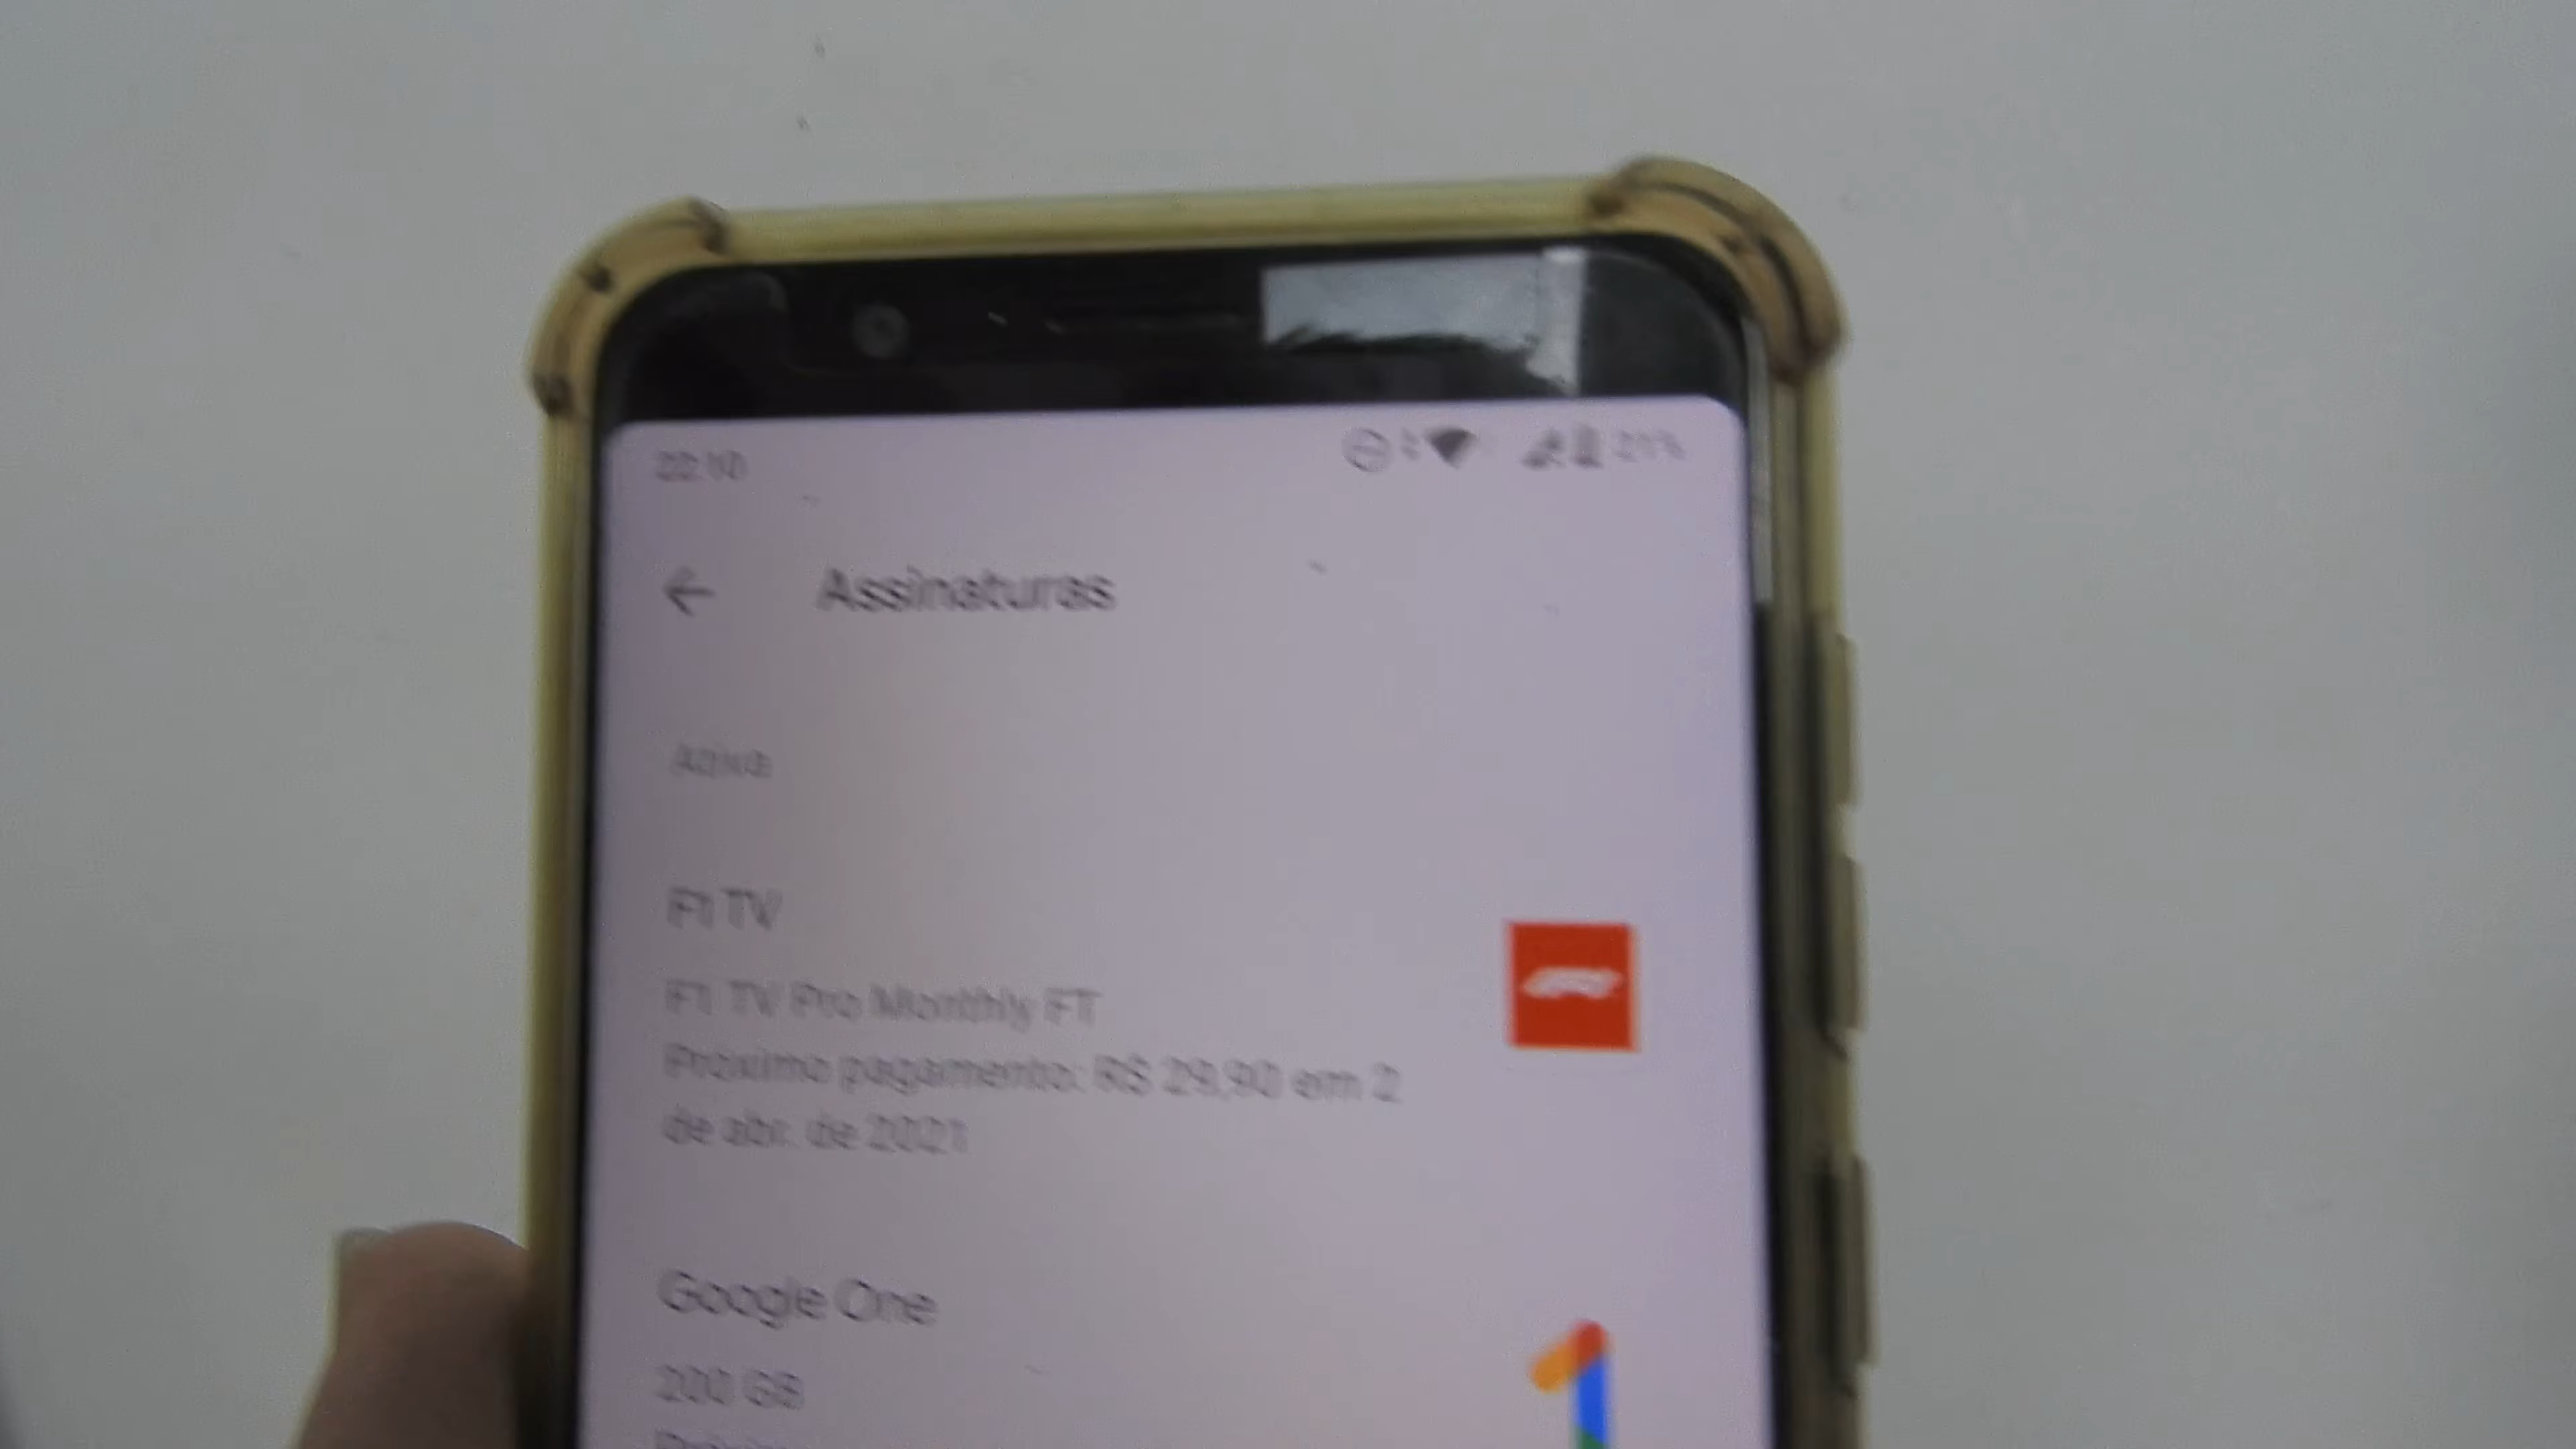 22:10
Assinaturas
Ativa
F1 TV
F1 TV Pro Monthly FT
Próximo pagamento: R$ 29,90 em 2
de abr. de 2021
Google One
200 GB